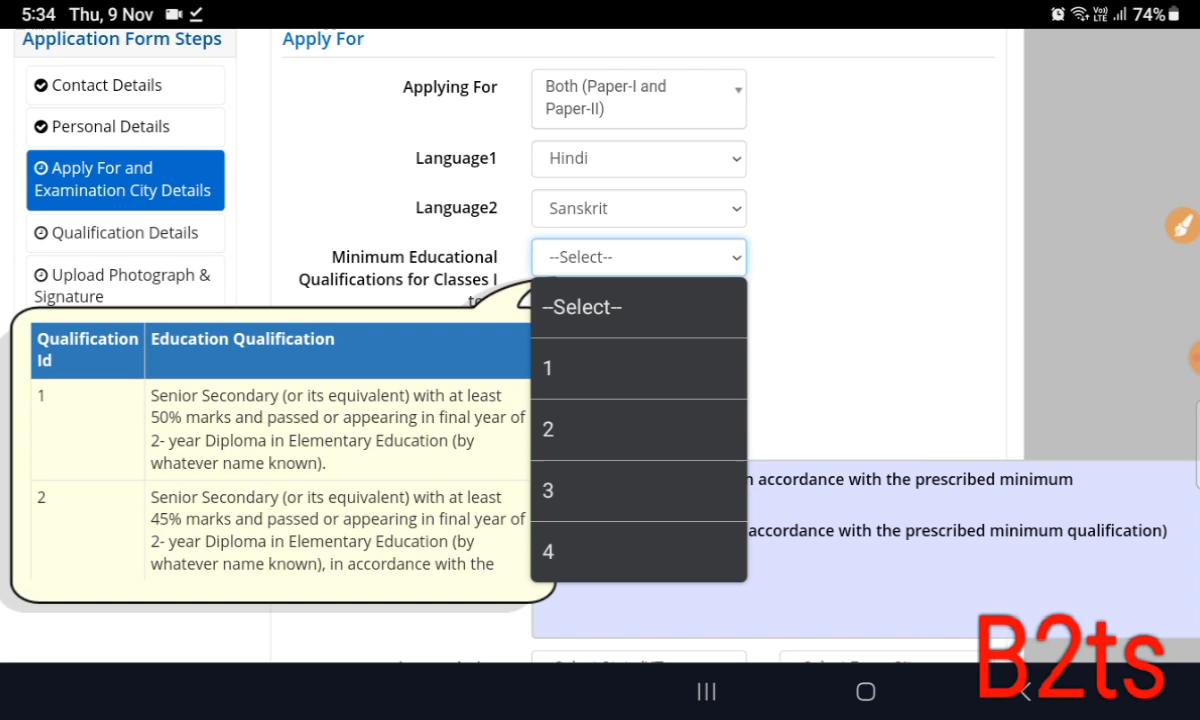 5:34 Thu, 9 Nov
74%
Application Form Steps
Contact Details
Personal Details
Apply For and
Examination City Details
Qualification Details
Upload Photograph &
Signature
Apply For
Applying For
Both (Paper-I and
Paper-II)
Language1
Hindi
Language2
Sanskrit
Minimum Educational
Qualifications for Classes I
--Select--
--Select--
1
2
3
4
Qualification
Id
Education Qualification
1
Senior Secondary (or its equivalent) with at least
50% marks and passed or appearing in final year of
2- year Diploma in Elementary Education (by
whatever name known).
2
Senior Secondary (or its equivalent) with at least
45% marks and passed or appearing in final year of
2- year Diploma in Elementary Education (by
whatever name known), in accordance with the
accordance with the prescribed minimum
accordance with the prescribed minimum qualification)
B2ts